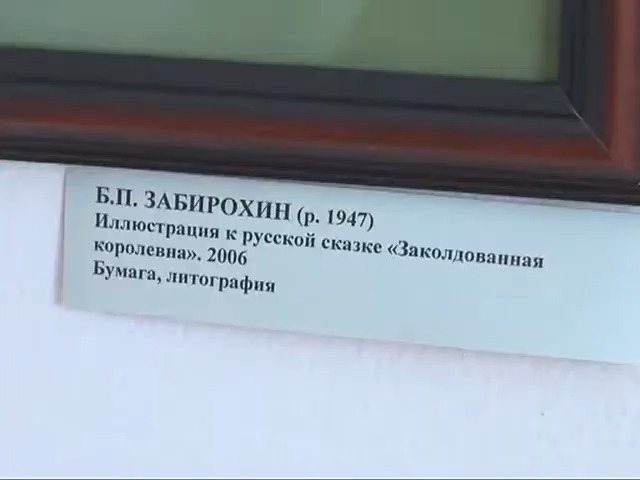 Б.П. ЗАБИРОХИН (р. 1947)
Иллюстрация к русской сказке «Заколдованная
королевна». 2006
Бумага, литография